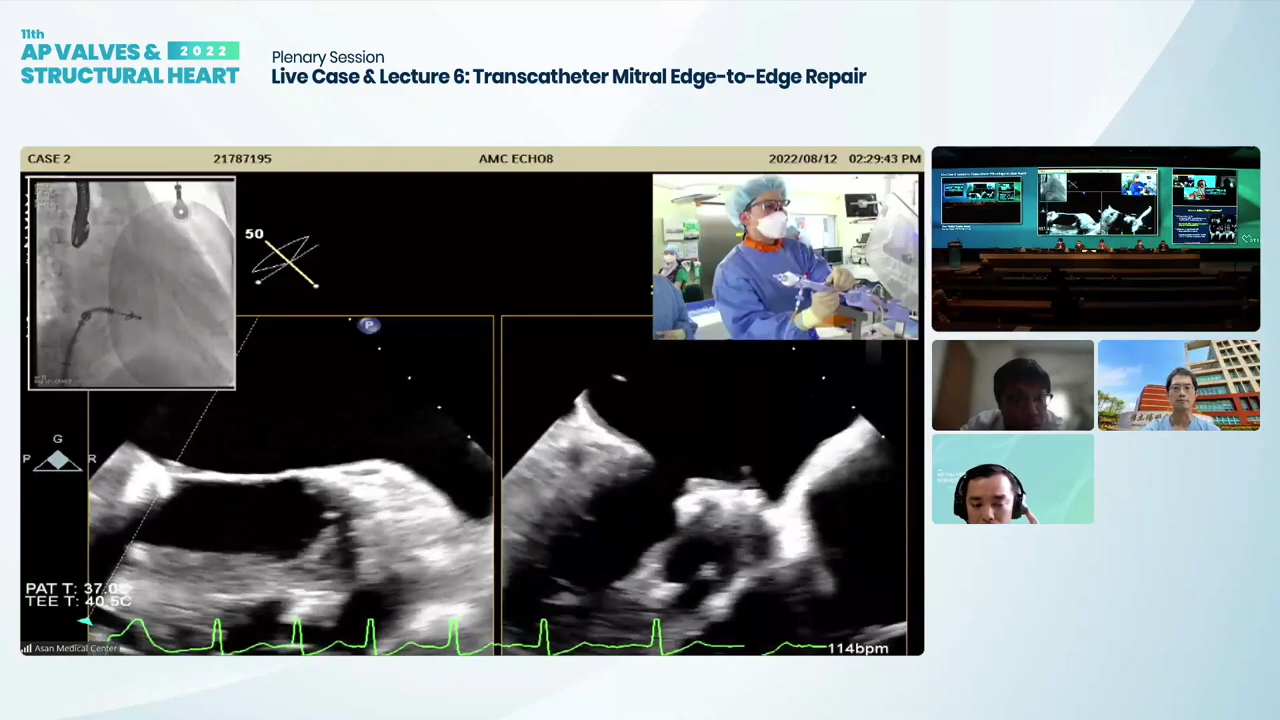 11th
AP VALVES & 2022
STRUCTURAL HEART
Plenary Session
Live Case & Lecture 6: Transcatheter Mitral Edge-to-Edge Repair
CASE 2 21787195 AMC ECHO8 2022/08/12 02:29:43 PM
50
P
G
P R
PAT T: 37.0C
TEE T: 40.5C
114bpm
Asan Medical Center